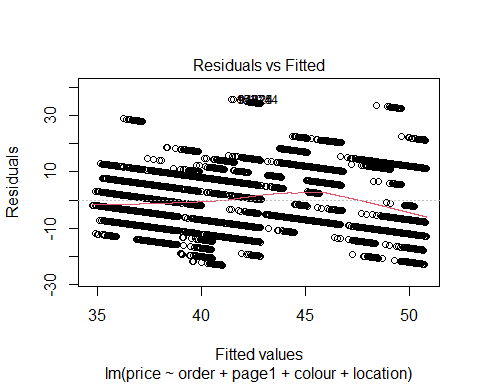 Residuals vs Fitted
Residuals
30
10
-10
-30
35
40
45
50
Fitted values
lm(price ~ order + page1 + colour + location)